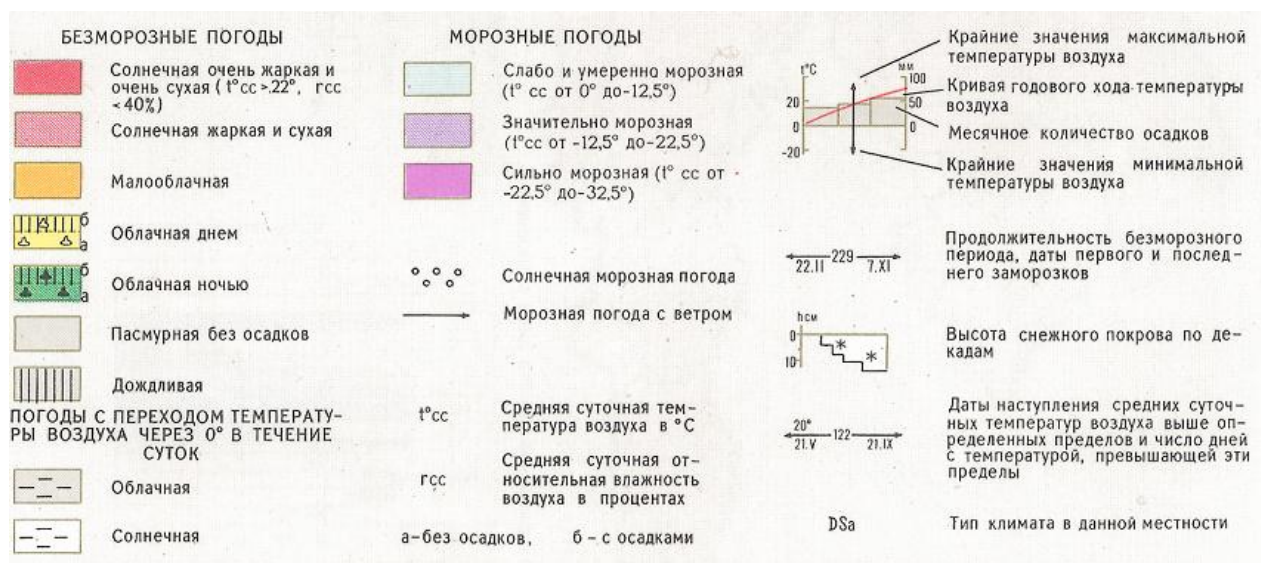 БЕЗМОРОЗНЫЕ ПОГОДЫ
Солнечная очень жаркая и
очень сухая (t°cc >.22°, rcc
<40%)
Солнечная жаркая и сухая
Малооблачная
б
а
Облачная днем
б
а
Облачная ночью
Пасмурная без осадков
Дождливая
ПОГОДЫ С ПЕРЕХОДОМ ТЕМПЕРАТУ-
РЫ ВОЗДУХА ЧЕРЕЗ 0° В ТЕЧЕНИЕ
СУТОК
Облачная
Солнечная
МОРОЗНЫЕ ПОГОДЫ
Слабо и умеренно морозная
(t° cc от 0° до-12,5°)
Значительно морозная
(t°cc от -12,5° до-22,5°)
Сильно морозная (t° cc от
-22,5° до-32,5°)
Солнечная морозная погода
Морозная погода с ветром
t°cc
Средняя суточная тем-
пература воздуха в °С
rcc
Средняя суточная от-
носительная влажность
воздуха в процентах
а-без осадков, б - с осадками
t°C
мм
20
0
-20
100
50
0
Крайние значения максимальной
температуры воздуха
Кривая годового хода температуры
воздуха
Месячное количество осадков
Крайние значения минимальной
температуры воздуха
229
22.II 7.XI
Продолжительность безморозного
периода, даты первого и послед-
него заморозков
h см
0
10
Высота снежного покрова по де-
кадам
20°
122
21.V 21.IX
Даты наступления средних суточ-
ных температур воздуха выше оп-
ределенных пределов и число дней
с температурой, превышающей эти
пределы
DSa
Тип климата в данной местности